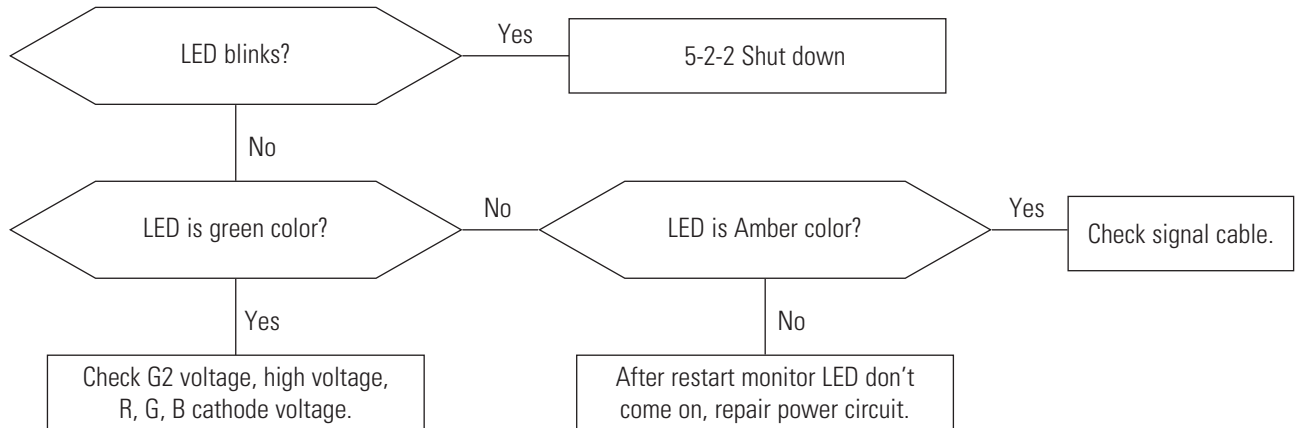 LED blinks?
Yes
5-2-2 Shut down
No
LED is green color?
No
LED is Amber color?
Yes
Check signal cable.
Yes
No
Check G2 voltage, high voltage,
R, G, B cathode voltage.
After restart monitor LED don't
come on, repair power circuit.